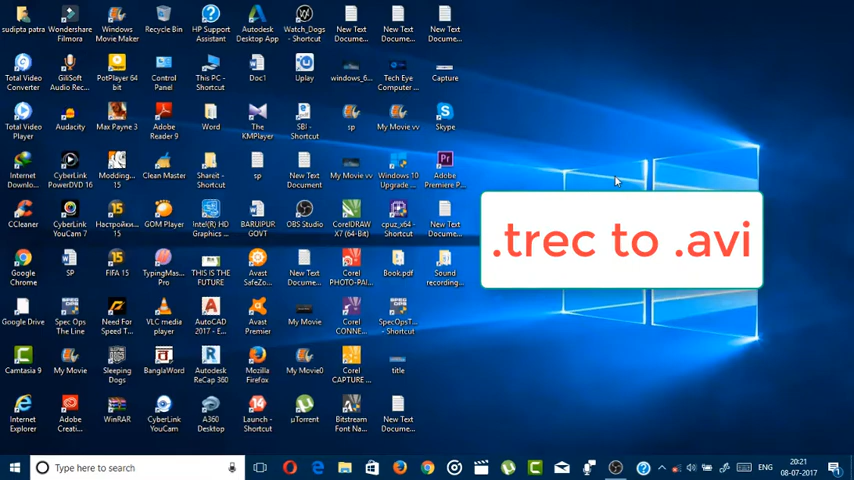 sudipta patra
Wondershare Filmora
Windows Movie Maker
Recycle Bin
HP Support Assistant
Autodesk Desktop App
Watch_Dogs - Shortcut
New Text Docume...
New Text Docume...
New Text Docume...
Total Video Converter
GiliSoft Audio Rec...
PotPlayer 64 bit
Control Panel
This PC - Shortcut
Doc1
Uplay
windows_6...
Tech Eye Computer ...
Capture
Total Video Player
Audacity
Max Payne 3
Adobe Reader 9
Word
The KMPlayer
SBI - Shortcut
sp
My Movie vv
Skype
Internet Downlo...
CyberLink PowerDVD 16
Modding... 15
Clean Master
Shareit - Shortcut
sp
New Text Document
My Movie vv
Windows 10 Upgrade ...
Adobe Premiere P...
CCleaner
CyberLink YouCam 7
Настройки... 15
GOM Player
Intel(R) HD Graphics ...
BARUIPUR GOVT
OBS Studio
CorelDRAW X7 (64-Bit)
cpuz_x64 - Shortcut
New Text Docume...
Google Chrome
SP
FIFA 15
TypingMas... Pro
THIS IS THE FUTURE
Avast SafeZo...
New Text Docume...
Corel PHOTO-PAI...
Book.pdf
Sound recording...
Google Drive
Spec Ops The Line
Need For Speed T...
VLC media player
AutoCAD 2017 - E...
Avast Premier
My Movie
Corel CONNE...
SpecOpsT... - Shortcut
Camtasia 9
My Movie
Sleeping Dogs
BanglaWord
Autodesk ReCap 360
Mozilla Firefox
My Movie0
Corel CAPTURE ...
title
Internet Explorer
Adobe Creati...
WinRAR
CyberLink YouCam
A360 Desktop
Launch - Shortcut
µTorrent
Bitstream Font Na...
New Text Docume...
.trec to .avi
Type here to search
ENG
20:21
08-07-2017